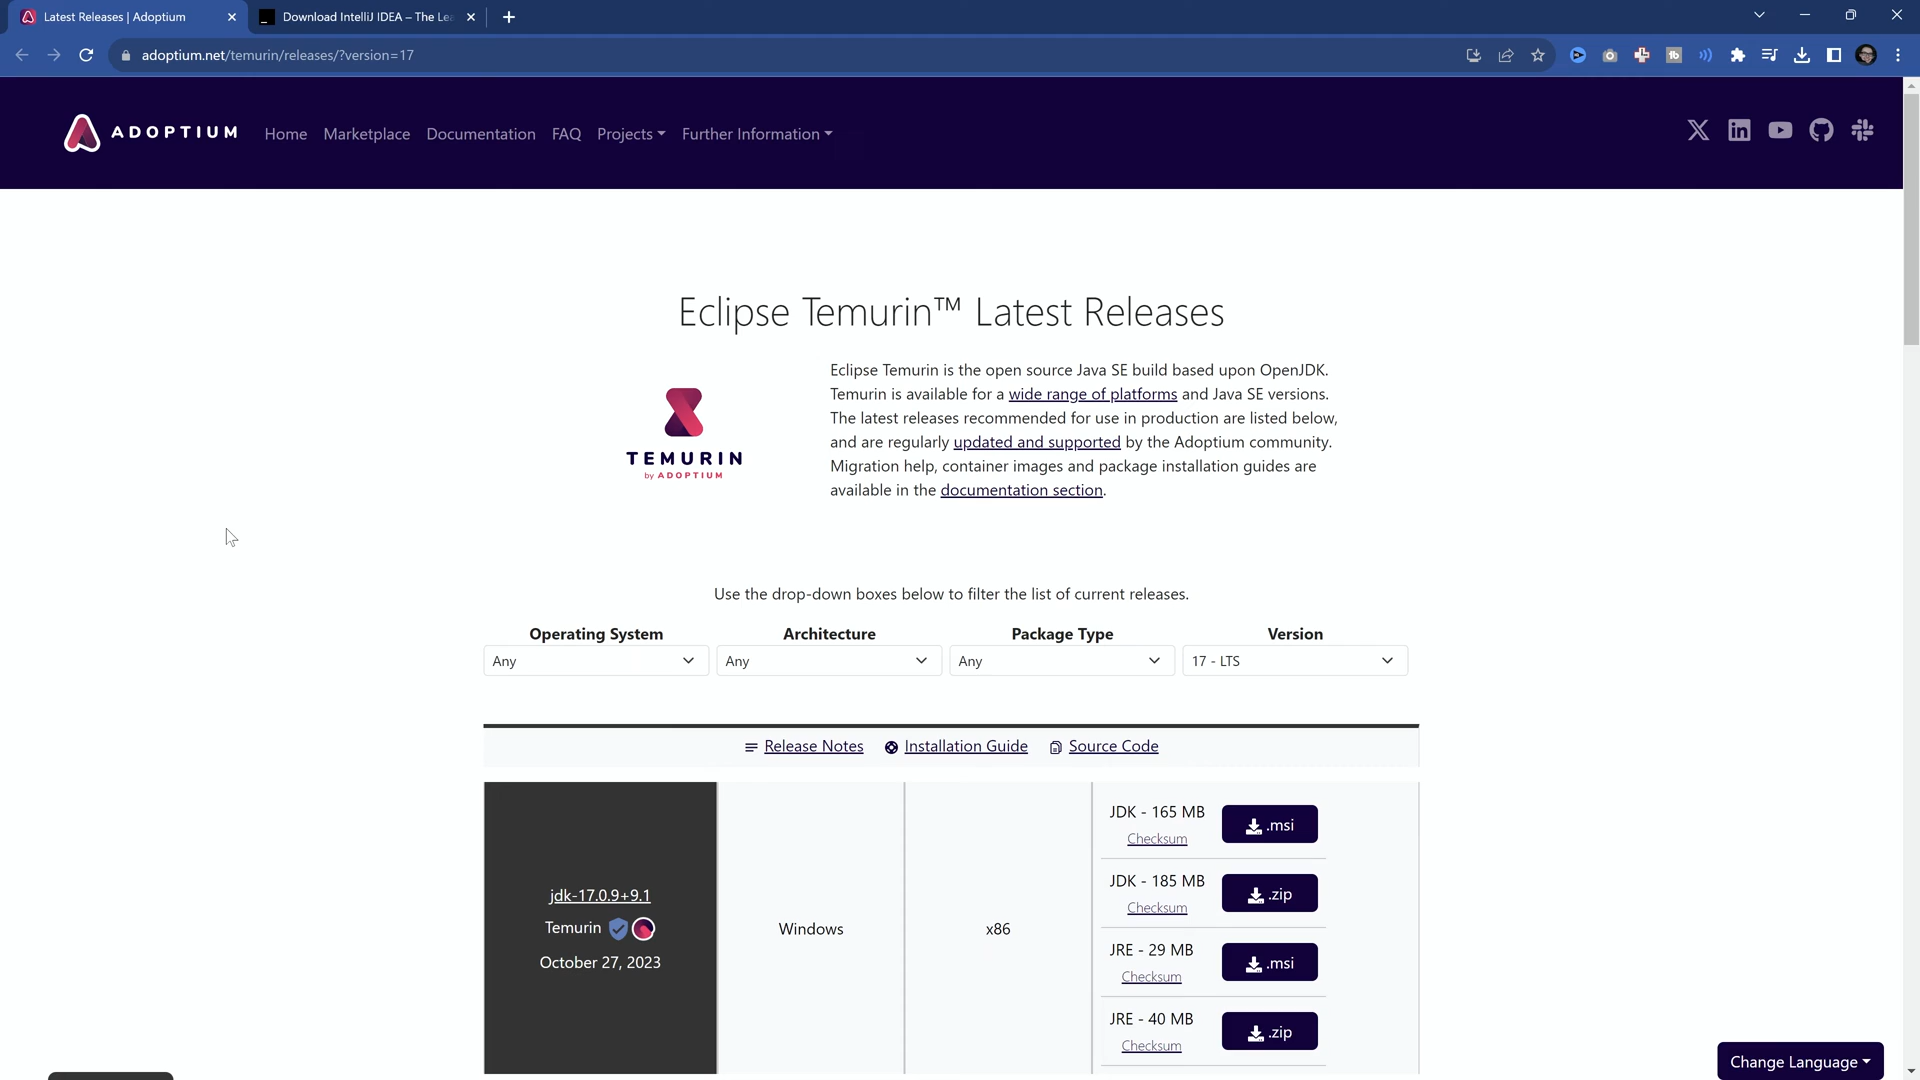 Latest Releases | Adoptium
Download IntelliJ IDEA – The Lea
adoptium.net/temurin/releases/?version=17
ADOPTIUM
Home
Marketplace
Documentation
FAQ
Projects
Further Information
Eclipse Temurin™ Latest Releases
TEMURIN
by ADOPTIUM
Eclipse Temurin is the open source Java SE build based upon OpenJDK.
Temurin is available for a wide range of platforms and Java SE versions.
The latest releases recommended for use in production are listed below,
and are regularly updated and supported by the Adoptium community.
Migration help, container images and package installation guides are
available in the documentation section.
Use the drop-down boxes below to filter the list of current releases.
Operating System
Architecture
Package Type
Version
Any
Any
Any
17 - LTS
Release Notes
Installation Guide
Source Code
jdk-17.0.9+9.1
Temurin
October 27, 2023
Windows
x86
JDK - 165 MB
Checksum
.msi
JDK - 185 MB
Checksum
.zip
JRE - 29 MB
Checksum
.msi
JRE - 40 MB
Checksum
.zip
Change Language